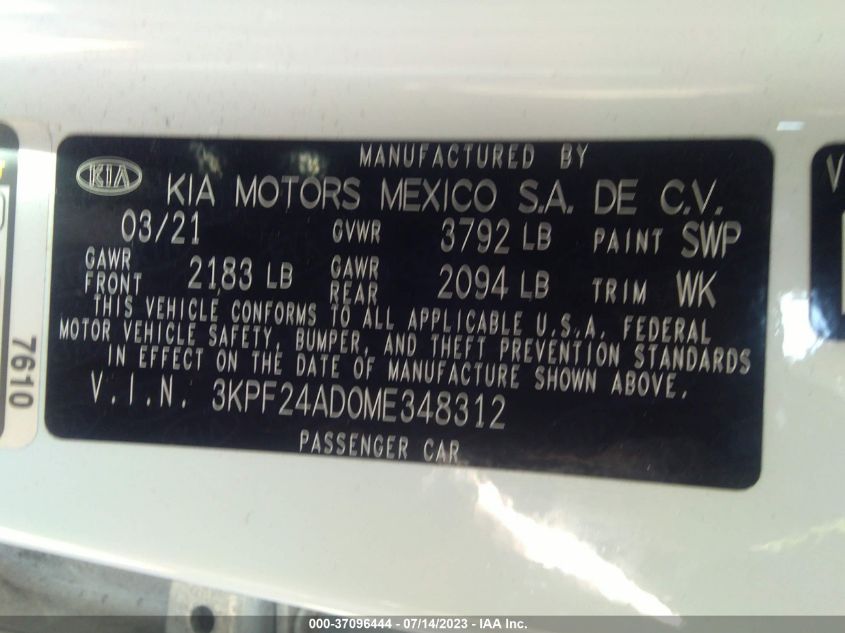 MANUFACTURED BY
KIA KIA MOTORS MEXICO S.A. DE C.V.
03/21 GVWR 3792 LB PAINT SWP
GAWR FRONT 2183 LB GAWR REAR 2094 LB TRIM WK
THIS VEHICLE CONFORMS TO ALL APPLICABLE U.S.A. FEDERAL
MOTOR VEHICLE SAFETY, BUMPER, AND THEFT PREVENTION STANDARDS
IN EFFECT ON THE DATE OF MANUFACTURE SHOWN ABOVE.
V.I.N. 3KPF24AD0ME348312
PASSENGER CAR
7610
000-37096444 - 07/14/2023 - IAA Inc.